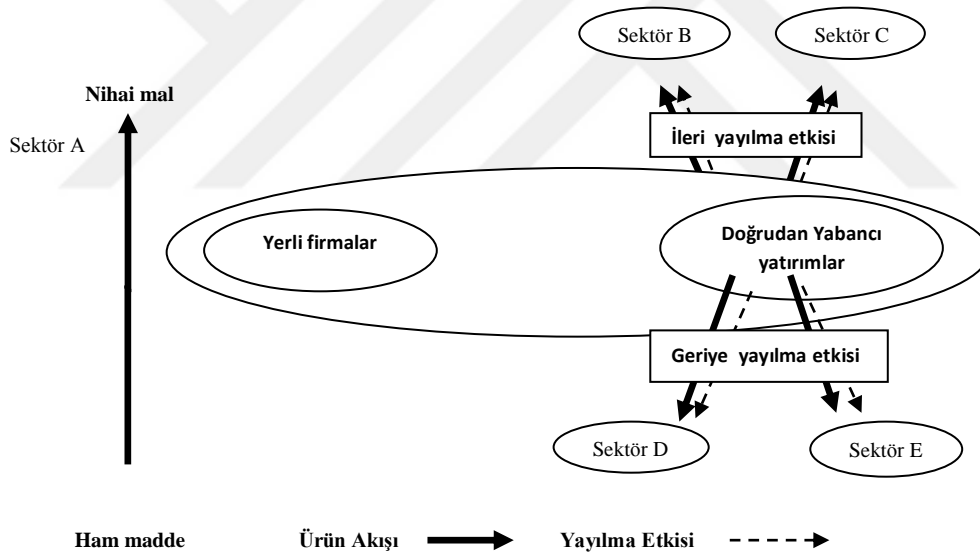 Sektör B
Sektör C
Nihai mal
Sektör A
İleri yayılma etkisi
Yerli firmalar
Doğrudan Yabancı
yatırımlar
Geriye yayılma etkisi
Sektör D
Sektör E
Ham madde
Ürün Akışı
Yayılma Etkisi